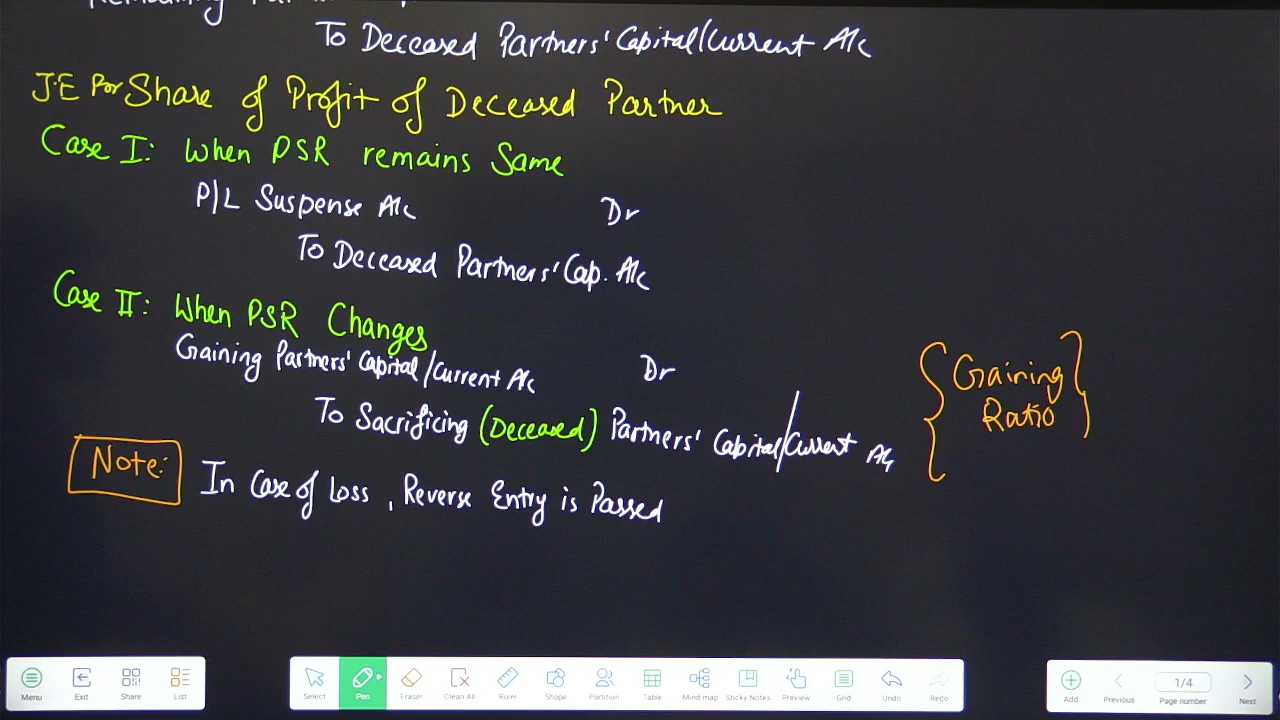 To Deceased Partners' Capital/Current A/c
J.E for Share of Profit of Deceased Partner
Case I: When PSR remains Same
P/L Suspense A/c Dr
To Deceased Partners' Cap. A/c
Case II: When PSR Changes
Gaining Partners' Capital/Current A/c Dr
To Sacrificing (Deceased) Partners' Capital/Current A/c
{Gaining Ratio}
Note: In Case of Loss, Reverse Entry is Passed
Menu Exit Share List Select Pen Eraser Clean All Ruler Shape Partition Table Mind map Sticky Notes Preview Grid Undo Redo Add Previous 1/4 Page number Next